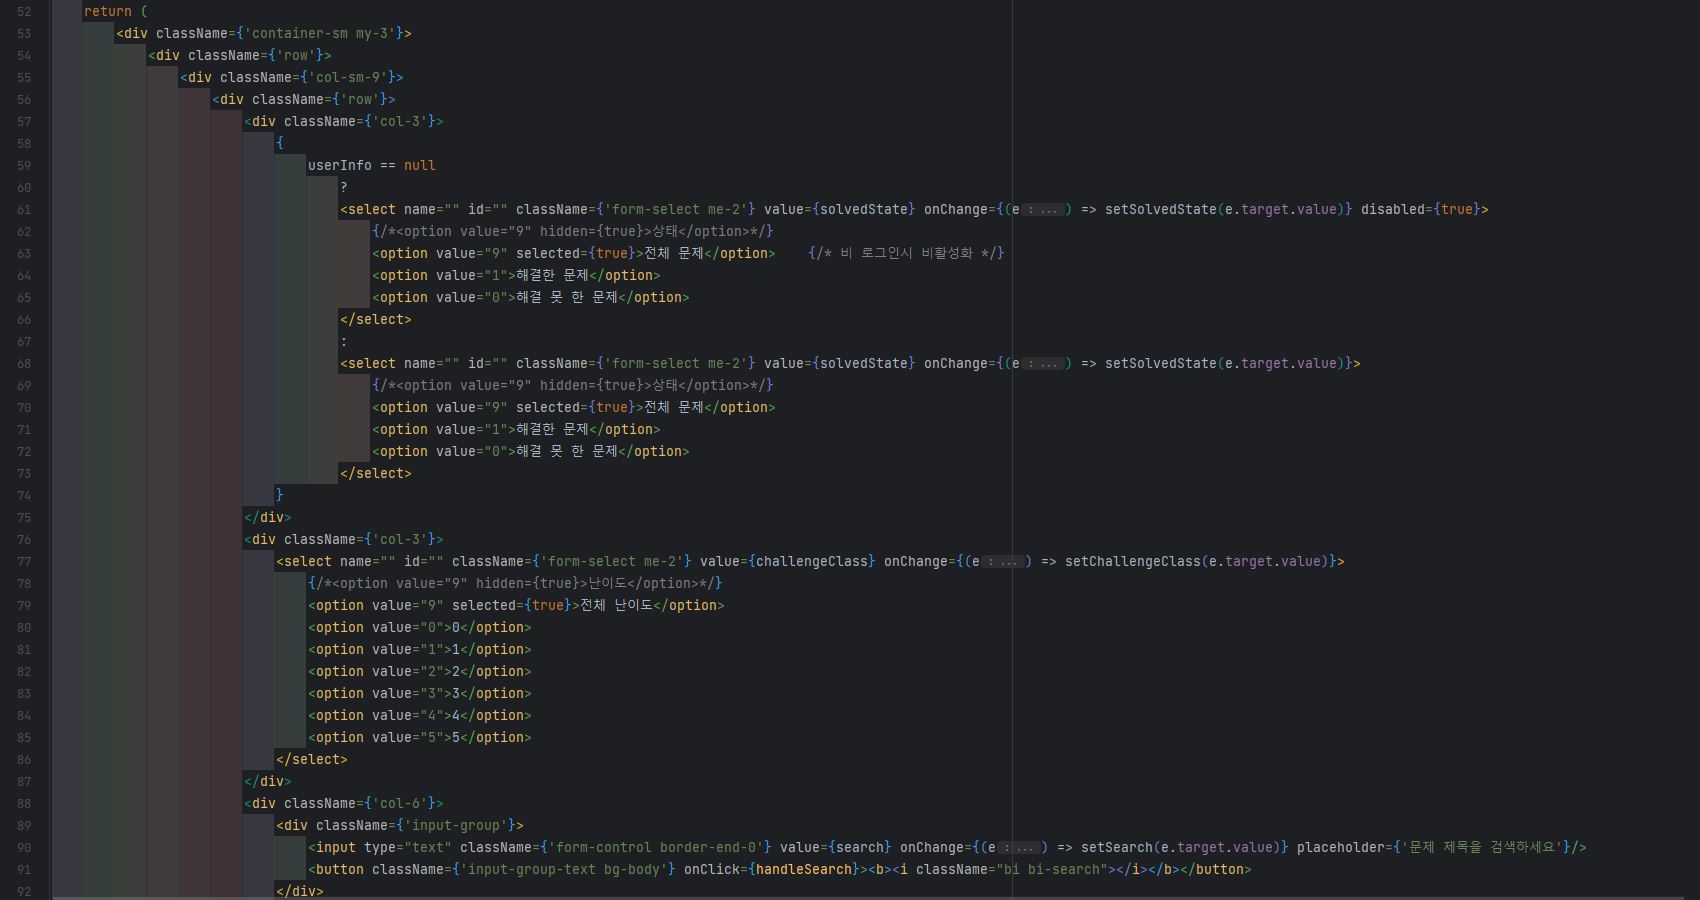 52 return (
53 <div className={'container-sm my-3'}>
54 <div className={'row'}>
55 <div className={'col-sm-9'}>
56 <div className={'row'}>
57 <div className={'col-3'}>
58 {
59 userInfo == null
60 ?
61 <select name="" id="" className={'form-select me-2'} value={solvedState} onChange={(e : ... ) => setSolvedState(e.target.value)} disabled={true}>
62 {/*<option value="9" hidden={true}>상태</option>*/}
63 <option value="9" selected={true}>전체 문제</option> {/* 비 로그인시 비활성화 */}
64 <option value="1">해결한 문제</option>
65 <option value="0">해결 못 한 문제</option>
66 </select>
67 :
68 <select name="" id="" className={'form-select me-2'} value={solvedState} onChange={(e : ... ) => setSolvedState(e.target.value)}>
69 {/*<option value="9" hidden={true}>상태</option>*/}
70 <option value="9" selected={true}>전체 문제</option>
71 <option value="1">해결한 문제</option>
72 <option value="0">해결 못 한 문제</option>
73 </select>
74 }
75 </div>
76 <div className={'col-3'}>
77 <select name="" id="" className={'form-select me-2'} value={challengeClass} onChange={(e : ... ) => setChallengeClass(e.target.value)}>
78 {/*<option value="9" hidden={true}>난이도</option>*/}
79 <option value="9" selected={true}>전체 난이도</option>
80 <option value="0">0</option>
81 <option value="1">1</option>
82 <option value="2">2</option>
83 <option value="3">3</option>
84 <option value="4">4</option>
85 <option value="5">5</option>
86 </select>
87 </div>
88 <div className={'col-6'}>
89 <div className={'input-group'}>
90 <input type="text" className={'form-control border-end-0'} value={search} onChange={(e : ... ) => setSearch(e.target.value)} placeholder={'문제 제목을 검색하세요'}/>
91 <button className={'input-group-text bg-body'} onClick={handleSearch}><b><i className="bi bi-search"></i></b></button>
92 </div>